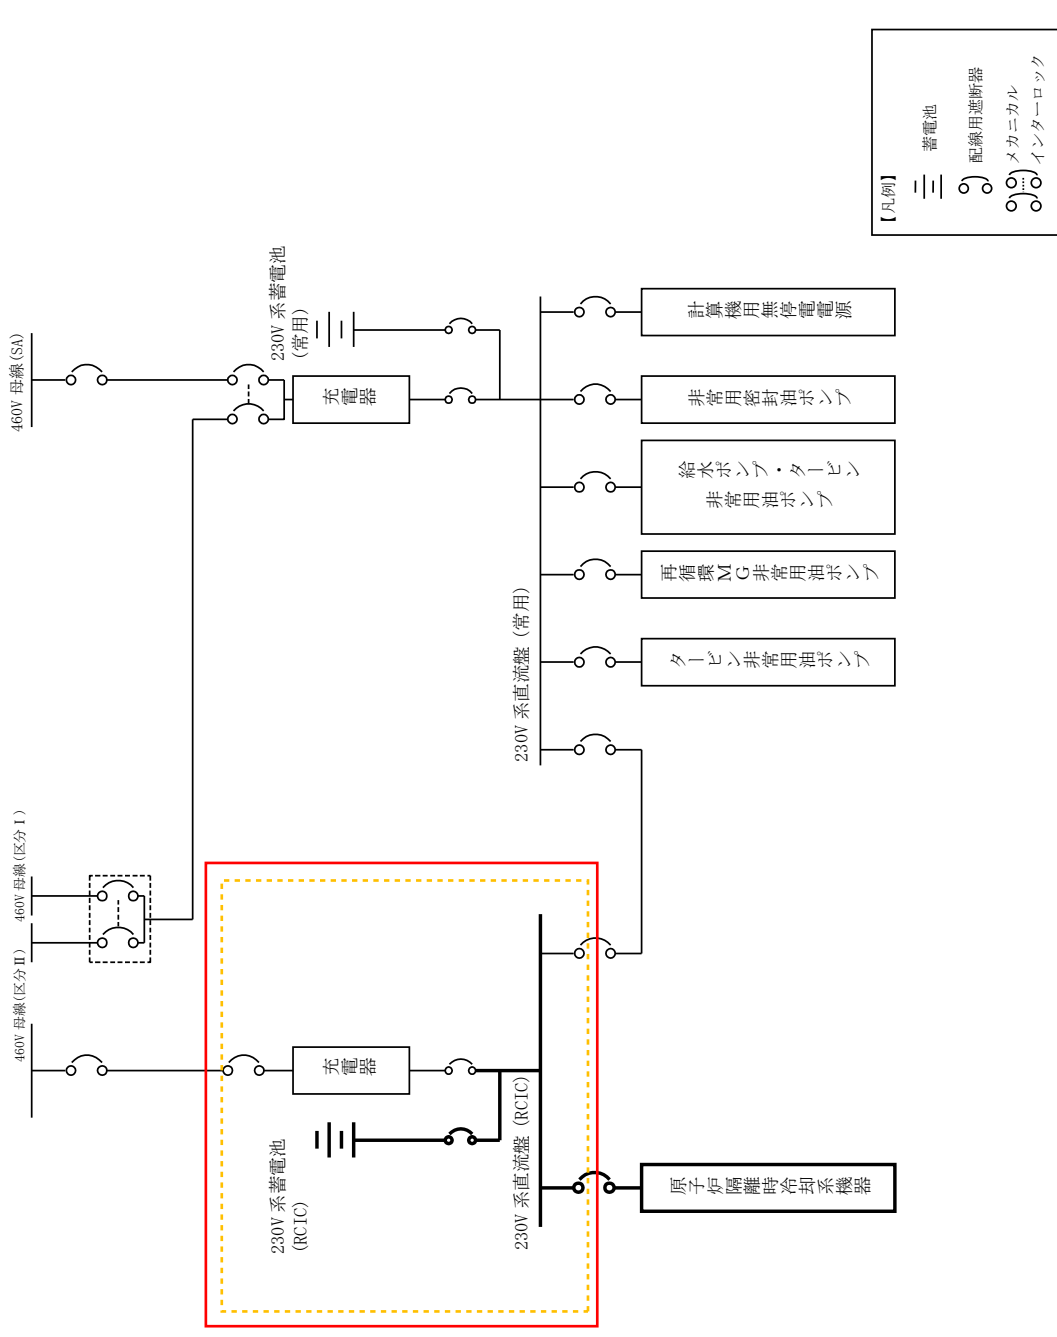 460V 母線(区分Ⅱ)
460V 母線(区分Ⅰ)
460V 母線(SA)
230V 系蓄電池
(RCIC)
充電器
230V 系蓄電池
(常用)
充電器
230V 系直流盤 (RCIC)
230V 系直流盤 (常用)
原子炉隔離時冷却系機器
タービン非常用油ポンプ
再循環MG非常用油ポンプ
給水ポンプ・タービン
非常用油ポンプ
非常用密封油ポンプ
計算機用無停電電源
【凡例】
蓄電池
配線用遮断器
メカニカル
インターロック